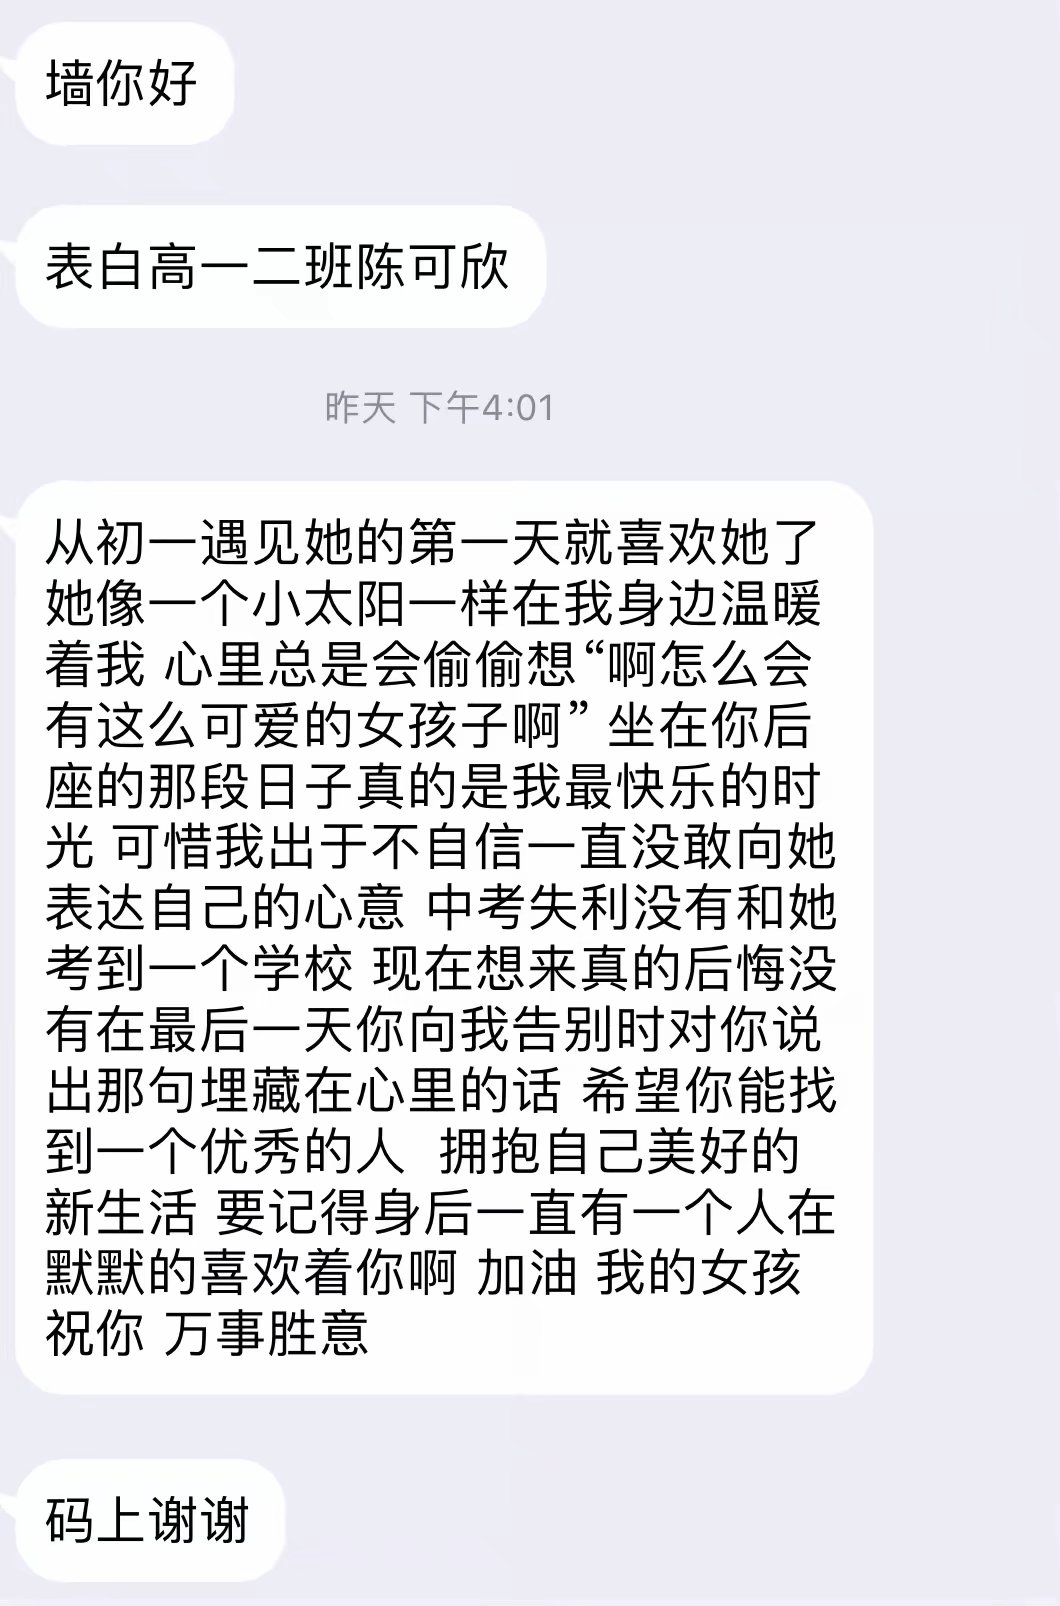 墙你好
表白高一二班陈可欣
昨天 下午4:01
从初一遇见她的第一天就喜欢她了
她像一个小太阳一样在我身边温暖
着我 心里总是会偷偷想“啊怎么会
有这么可爱的女孩子啊” 坐在你后
座的那段日子真的是我最快乐的时
光 可惜我出于不自信一直没敢向她
表达自己的心意 中考失利没有和她
考到一个学校 现在想来真的后悔没
有在最后一天你向我告别时对你说
出那句埋藏在心里的话 希望你能找
到一个优秀的人  拥抱自己美好的
新生活 要记得身后一直有一个人在
默默的喜欢着你啊 加油 我的女孩
祝你 万事胜意
码上谢谢